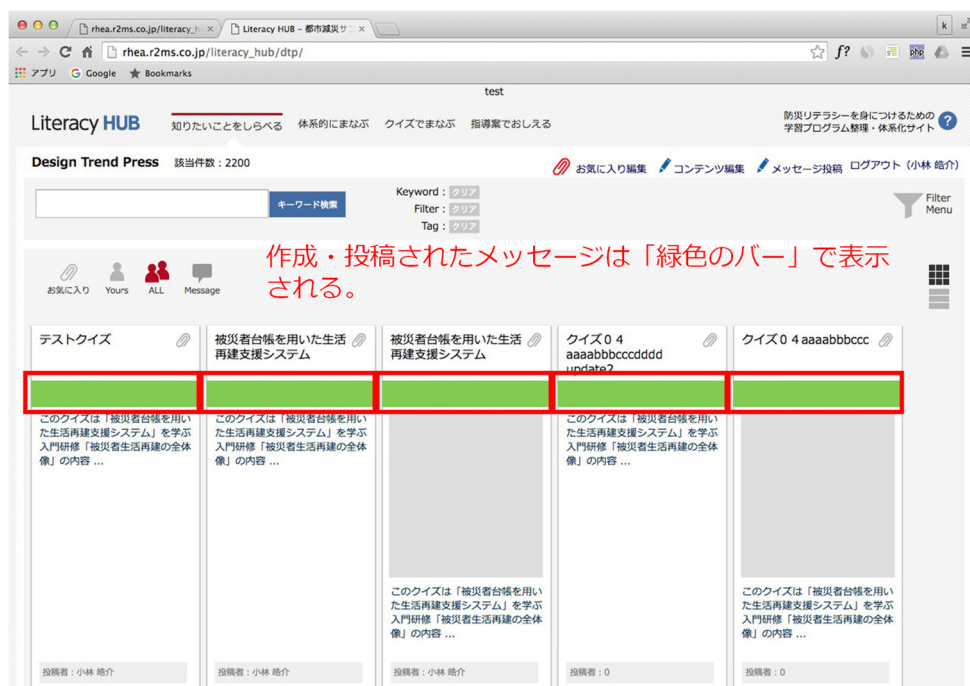 rhea.r2ms.co.jp/literacy_h
Literacy HUB – 都市減災サブ
k
rhea.r2ms.co.jp/literacy_hub/dtp/
f?
php
アプリ Google Bookmarks
test
Literacy HUB
知りたいことをしらべる 体系的にまなぶ クイズでまなぶ 指導案でおしえる
防災リテラシーを身につけるための
学習プログラム整理・体系化サイト ?
Design Trend Press 該当件数:2200
お気に入り編集 コンテンツ編集 メッセージ投稿 ログアウト(小林 皓介)
キーワード検索
Keyword : クリア
Filter : クリア
Tag : クリア
Filter
Menu
作成・投稿されたメッセージは「緑色のバー」で表示
される。
お気に入り Yours ALL Message
テストクイズ
このクイズは「被災者台帳を用い
た生活再建支援システム」を学ぶ
入門研修「被災者生活再建の全体
像」の内容 ...
投稿者:小林 皓介
被災者台帳を用いた生活
再建支援システム
このクイズは「被災者台帳を用い
た生活再建支援システム」を学ぶ
入門研修「被災者生活再建の全体
像」の内容 ...
投稿者:小林 皓介
被災者台帳を用いた生活
再建支援システム
このクイズは「被災者台帳を用い
た生活再建支援システム」を学ぶ
入門研修「被災者生活再建の全体
像」の内容 ...
投稿者:小林 皓介
クイズ04
aaaabbbcccdddd
update2
このクイズは「被災者台帳を用い
た生活再建支援システム」を学ぶ
入門研修「被災者生活再建の全体
像」の内容 ...
投稿者:0
クイズ04 aaaabbbccc
このクイズは「被災者台帳を用い
た生活再建支援システム」を学ぶ
入門研修「被災者生活再建の全体
像」の内容 ...
投稿者:0